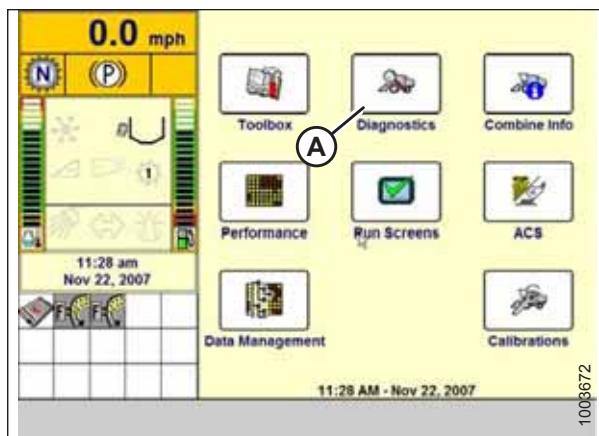 0.0 mph
N
(P)
1
11:28 am
Nov 22, 2007
F=
F=
Toolbox
Diagnostics
Combine Info
A
Performance
Run Screens
ACS
Data Management
Calibrations
11:28 AM - Nov 22, 2007
1003672